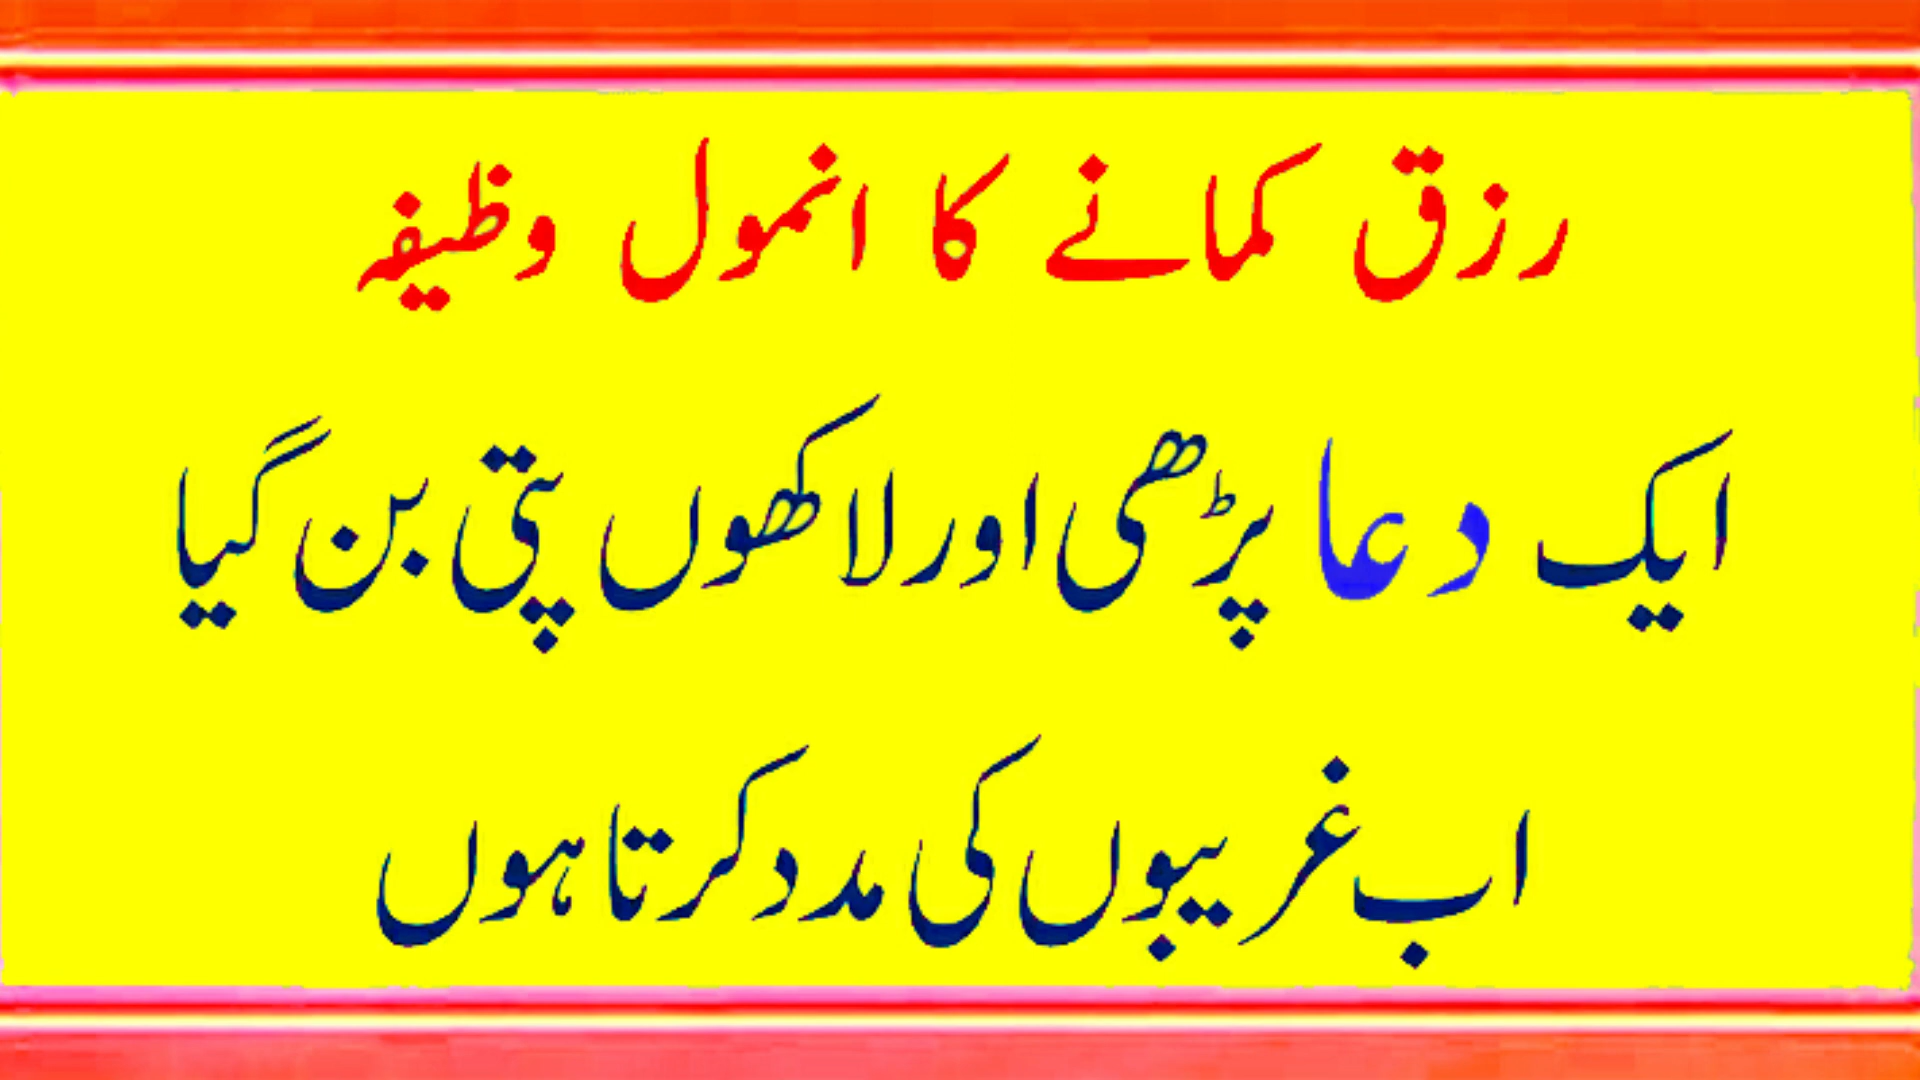 رزق کمانے کا انمول وظیفہ
ایک دعا پڑھی اور لاکھوں پتی بن گیا
اب غریبوں کی مدد کرتا ہوں